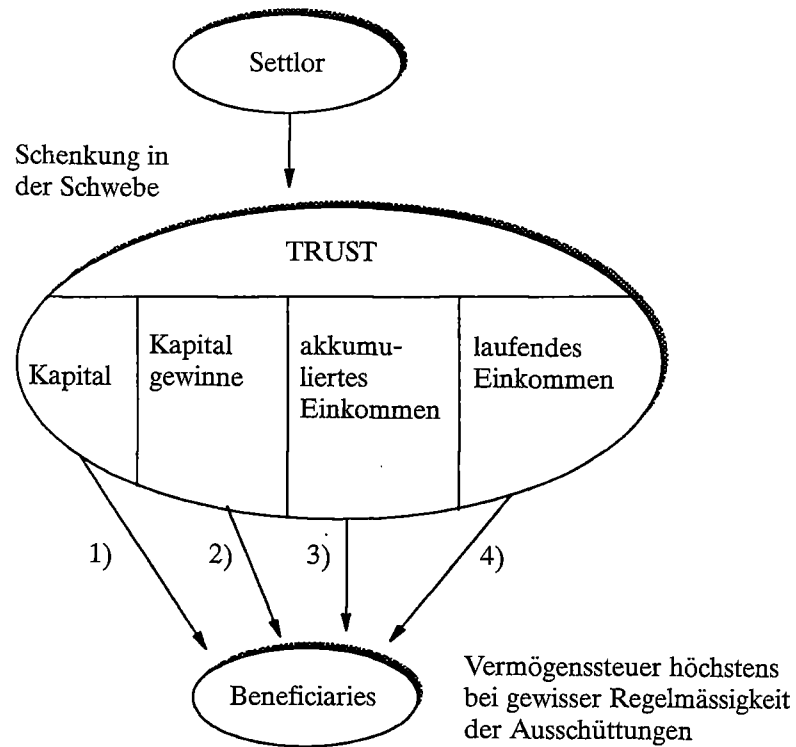 Settlor
Schenkung in
der Schwebe
TRUST
Kapital
Kapital
gewinne
akkumu-
liertes
Einkommen
laufendes
Einkommen
1)
2)
3)
4)
Beneficiaries
Vermögenssteuer höchstens
bei gewisser Regelmässigkeit
der Ausschüttungen